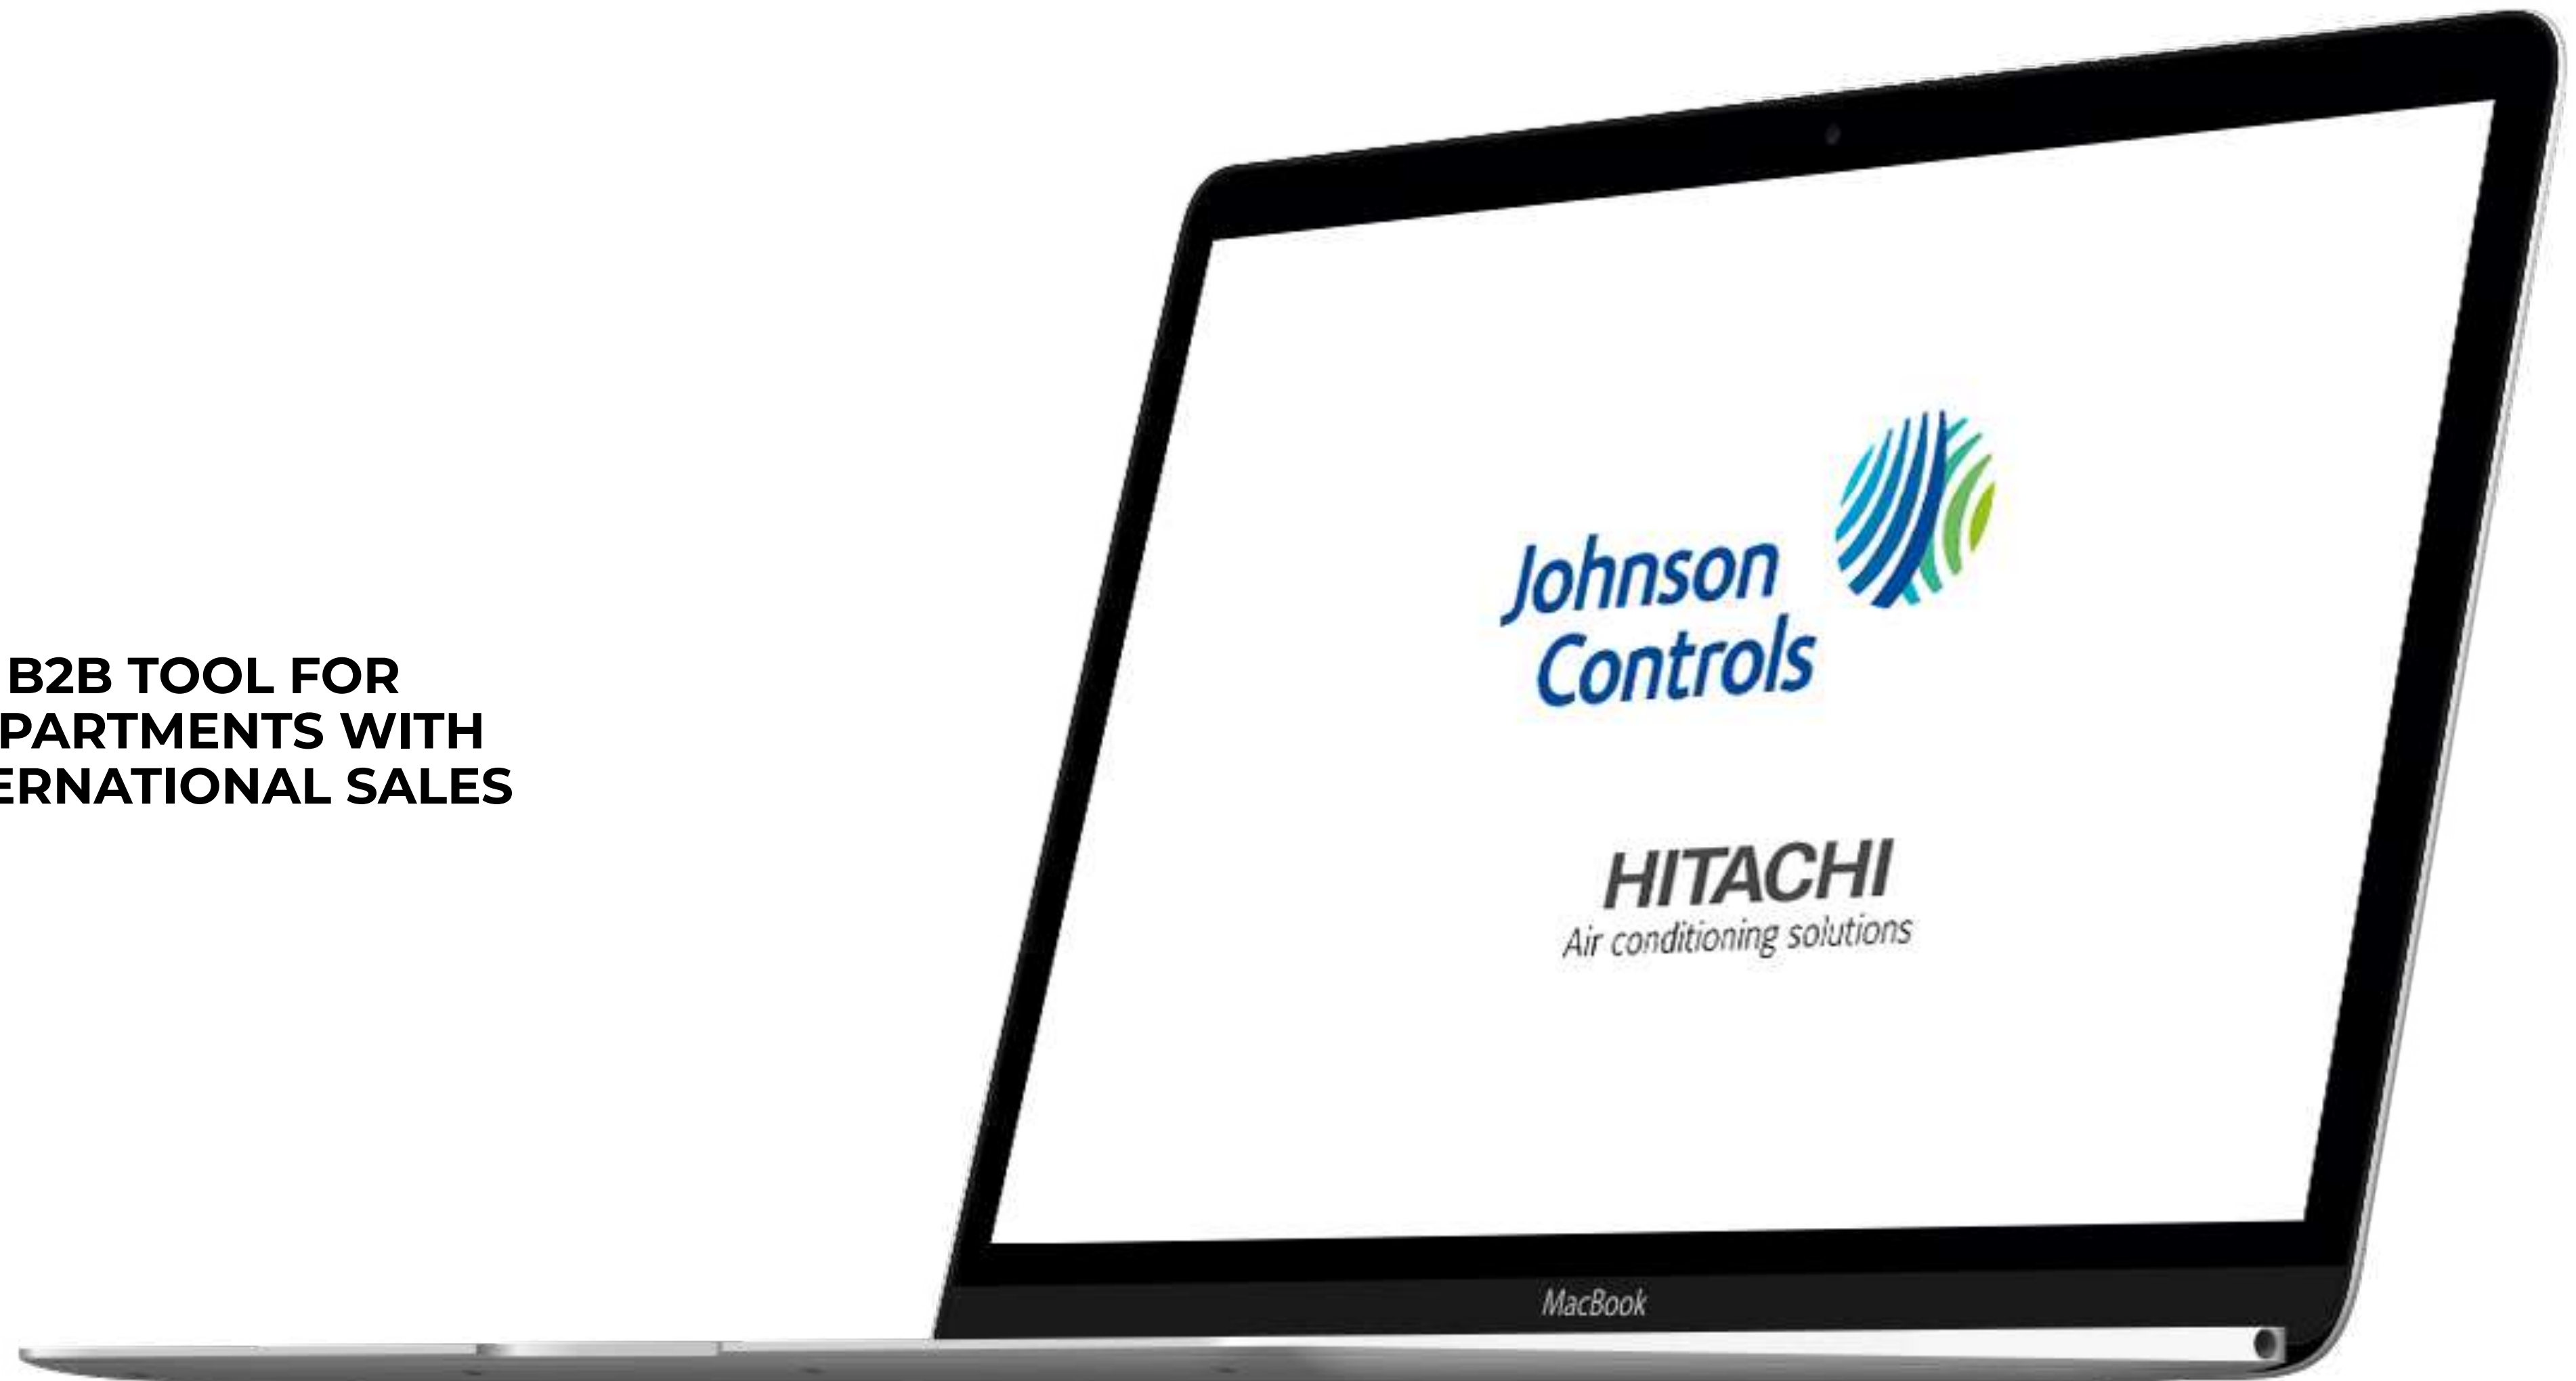 B2B TOOL FOR
PARTMENTS WITH
ERNATIONAL SALES
Johnson
Controls
HITACHI
Air conditioning solutions
MacBook